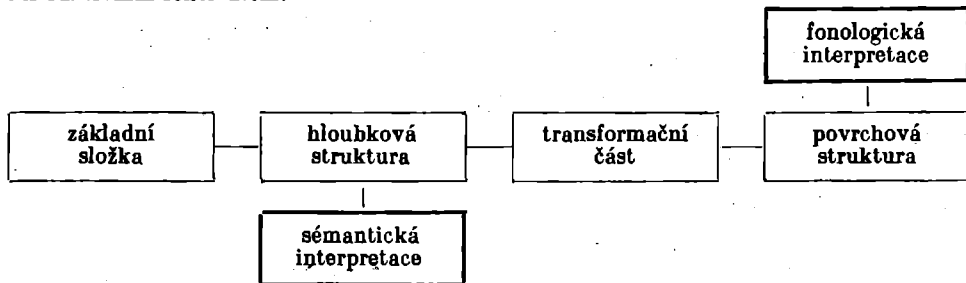 fonologická
interpretace
základní
složka
hloubková
struktura
transformační
část
povrchová
struktura
sémantická
interpretace